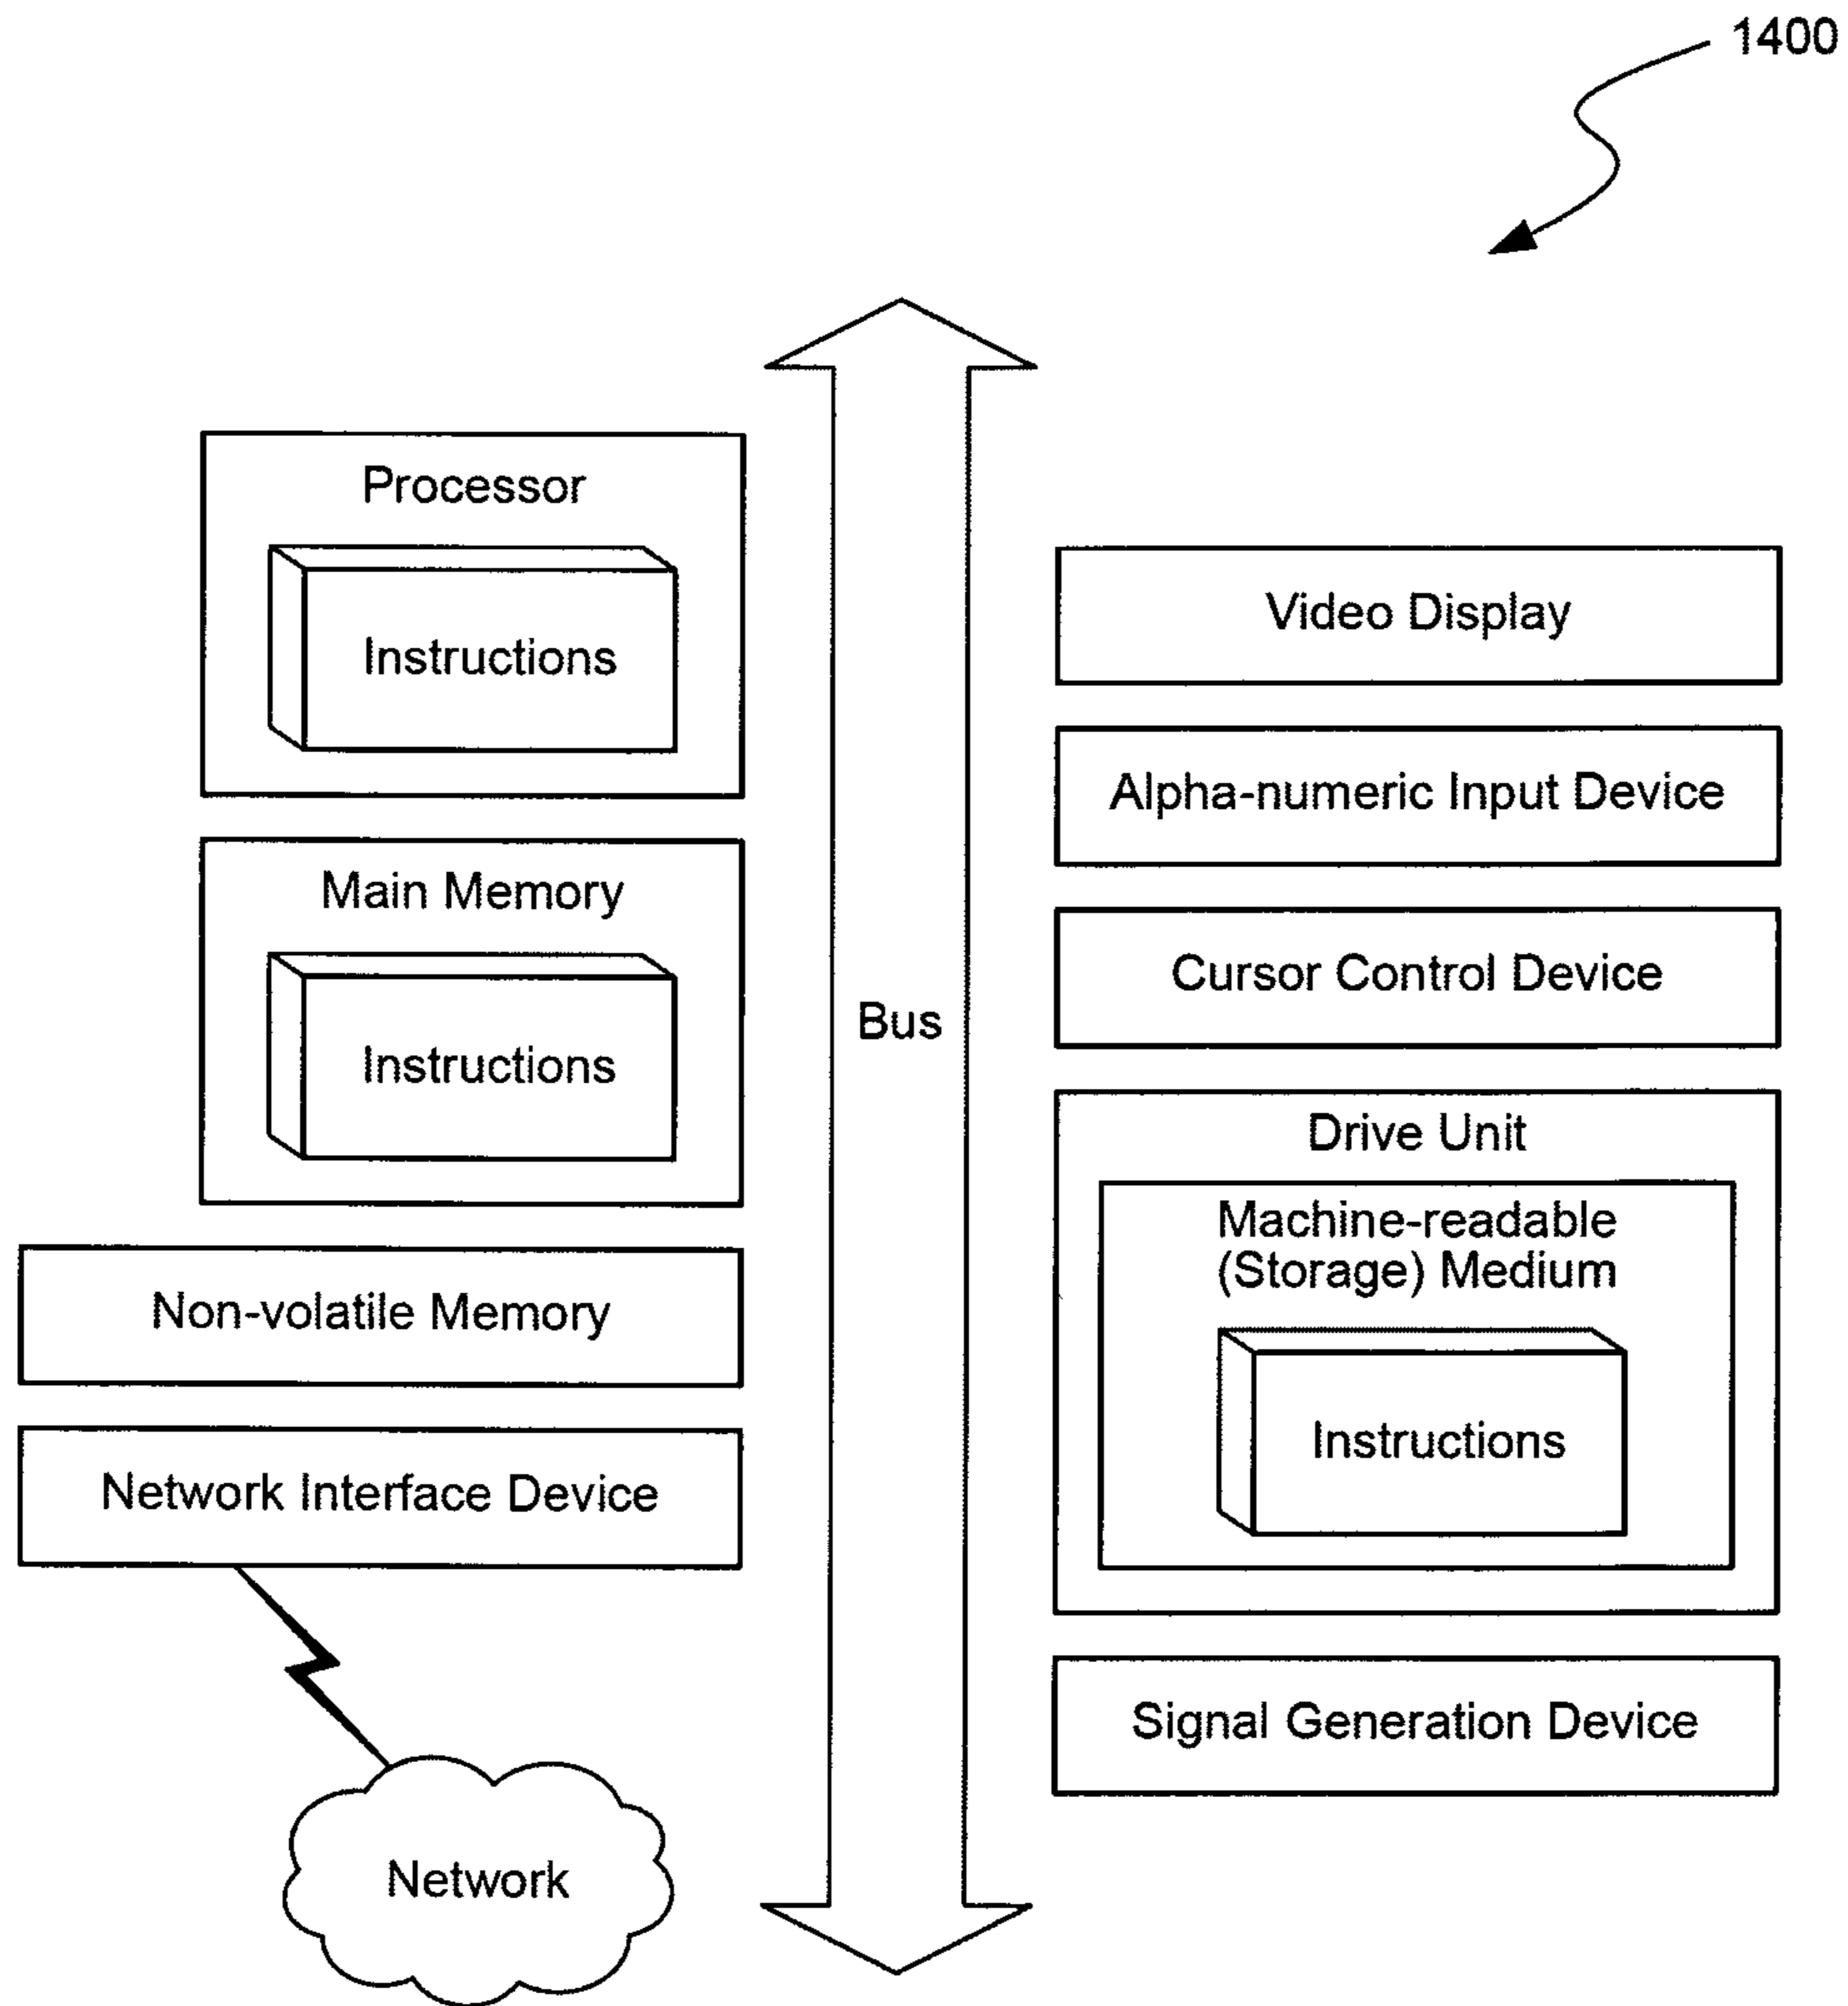 1400
Processor
Instructions
Main Memory
Instructions
Non-volatile Memory
Network Interface Device
Network
Bus
Video Display
Alpha-numeric Input Device
Cursor Control Device
Drive Unit
Machine-readable
(Storage) Medium
Instructions
Signal Generation Device